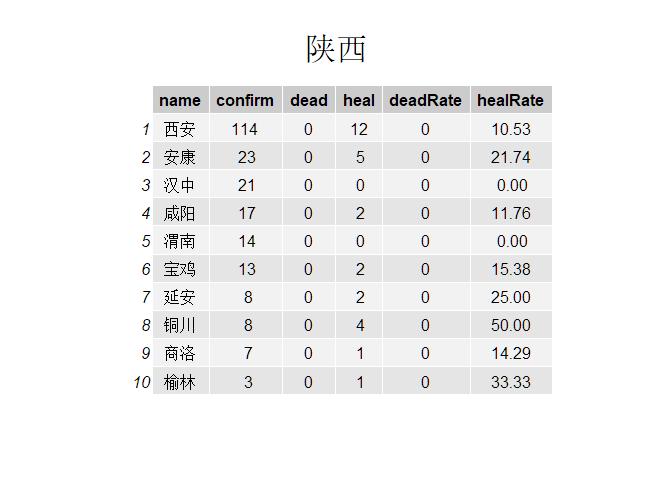 陕西
name confirm dead heal deadRate healRate
1 西安 114 0 12 0 10.53
2 安康 23 0 5 0 21.74
3 汉中 21 0 0 0 0.00
4 咸阳 17 0 2 0 11.76
5 渭南 14 0 0 0 0.00
6 宝鸡 13 0 2 0 15.38
7 延安 8 0 2 0 25.00
8 铜川 8 0 4 0 50.00
9 商洛 7 0 1 0 14.29
10 榆林 3 0 1 0 33.33